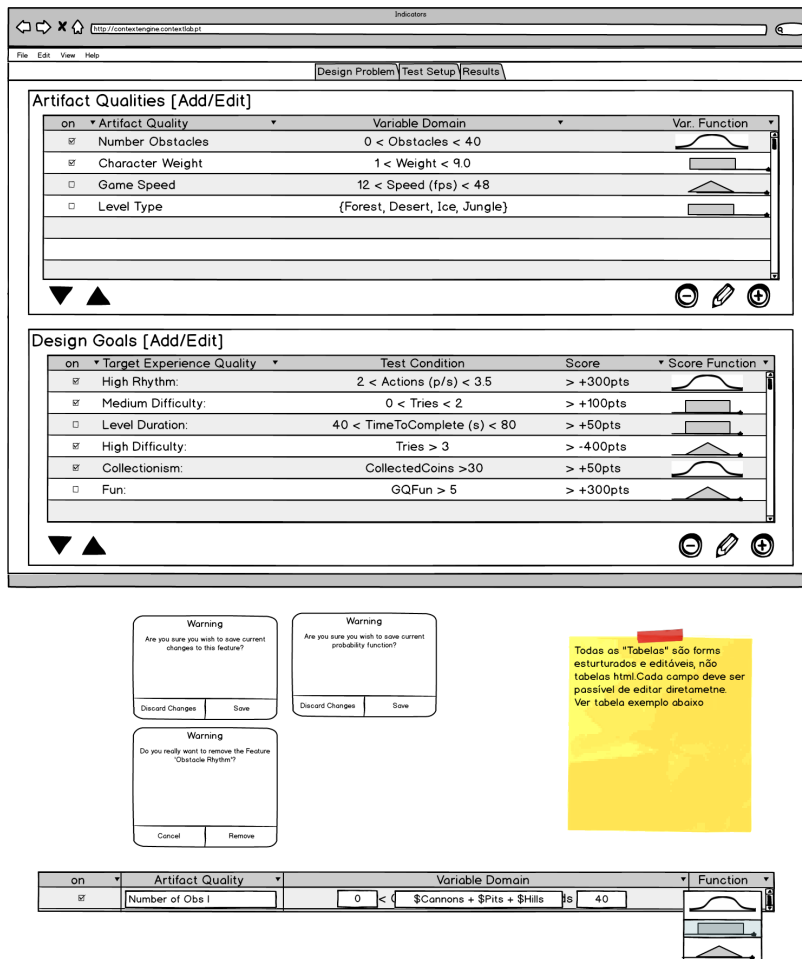 Indicators
http://contextengine.contextlab.pt
File Edit View Help
Design Problem Test Setup Results
Artifact Qualities [Add/Edit]
on Artifact Quality Variable Domain Var.. Function
Number Obstacles 0 < Obstacles < 40
Character Weight 1 < Weight < 9.0
Game Speed 12 < Speed (fps) < 48
Level Type {Forest, Desert, Ice, Jungle}
Design Goals [Add/Edit]
on Target Experience Quality Test Condition Score Score Function
High Rhythm: 2 < Actions (p/s) < 3.5 > +300pts
Medium Difficulty: 0 < Tries < 2 > +100pts
Level Duration: 40 < TimeToComplete (s) < 80 > +50pts
High Difficulty: Tries > 3 > -400pts
Collectionism: CollectedCoins >30 > +50pts
Fun: GQFun > 5 > +300pts
Warning
Are you sure you wish to save current
changes to this feature?
Discard Changes Save
Warning
Are you sure you wish to save current
probability function?
Discard Changes Save
Warning
Do you really want to remove the Feature
"Obstacle Rhythm"?
Cancel Remove
Todas as "Tabelas" são forms
esturturados e editáveis, não
tabelas html.Cada campo deve ser
passível de editar diretametne.
Ver tabela exemplo abaixo
on Artifact Quality Variable Domain Function
Number of Obs | 0 < $Cannons + $Pits + $Hills 40